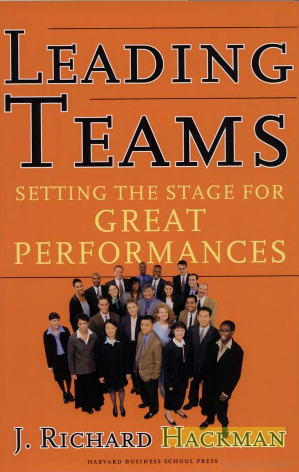 LEADING
TEAMS
SETTING THE STAGE FOR
GREAT
PERFORMANCES
J. RICHARD HACKMAN
HARVARD BUSINESS SCHOOL PRESS